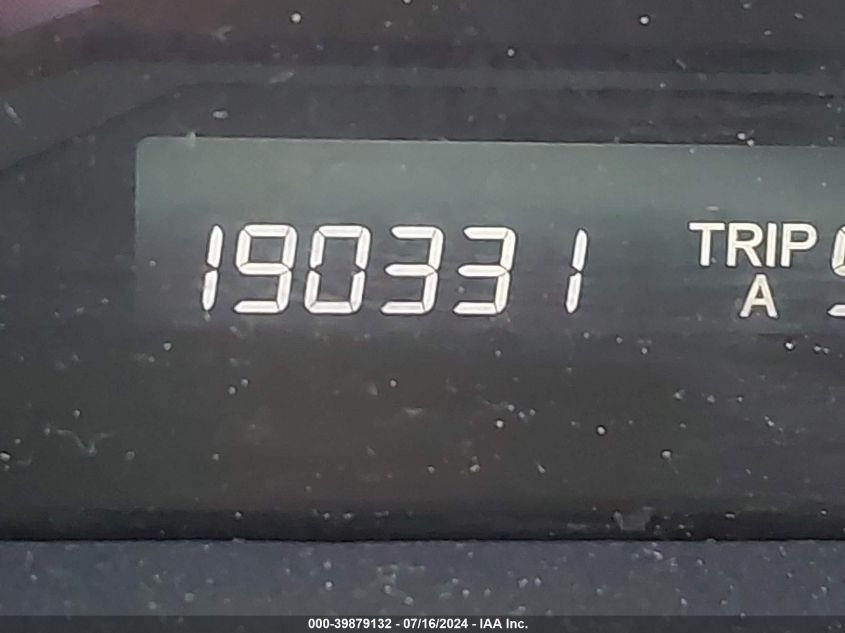 190331 TRIP
A
000-39879132 - 07/16/2024 - IAA Inc.